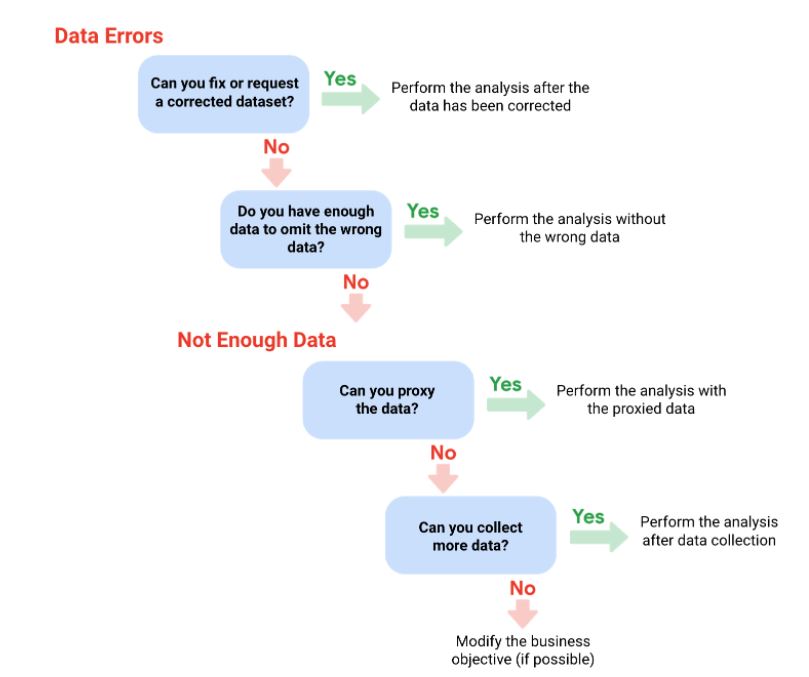 Data Errors
Can you fix or request
a corrected dataset?
Yes
Perform the analysis after the
data has been corrected
No
Do you have enough
data to omit the wrong
data?
Yes
Perform the analysis without
the wrong data
No
Not Enough Data
Can you proxy
the data?
Yes
Perform the analysis with
the proxied data
No
Can you collect
more data?
Yes
Perform the analysis
after data collection
No
Modify the business
objective (if possible)